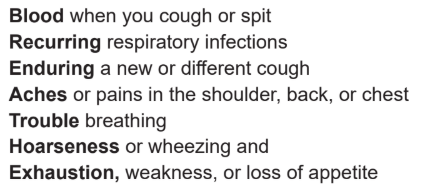 Blood when you cough or spit
Recurring respiratory infections
Enduring a new or different cough
Aches or pains in the shoulder, back, or chest
Trouble breathing
Hoarseness or wheezing and
Exhaustion, weakness, or loss of appetite